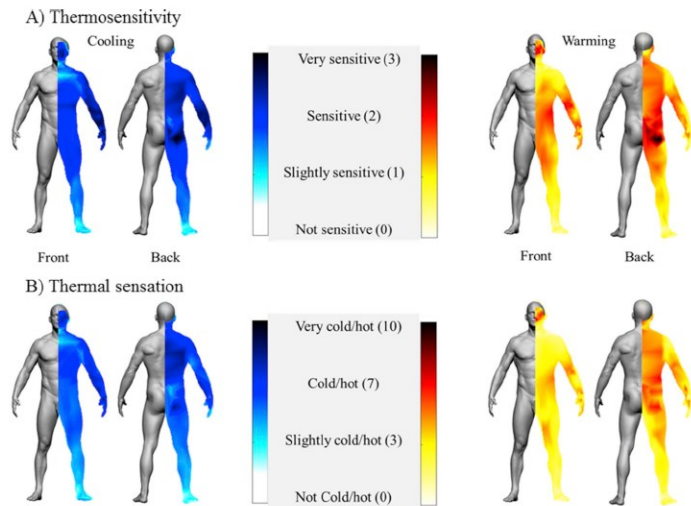 A) Thermosensitivity
Cooling
Warming
Very sensitive (3)
Sensitive (2)
Slightly sensitive (1)
Not sensitive (0)
Front
Back
Front
Back
B) Thermal sensation
Very cold/hot (10)
Cold/hot (7)
Slightly cold/hot (3)
Not Cold/hot (0)